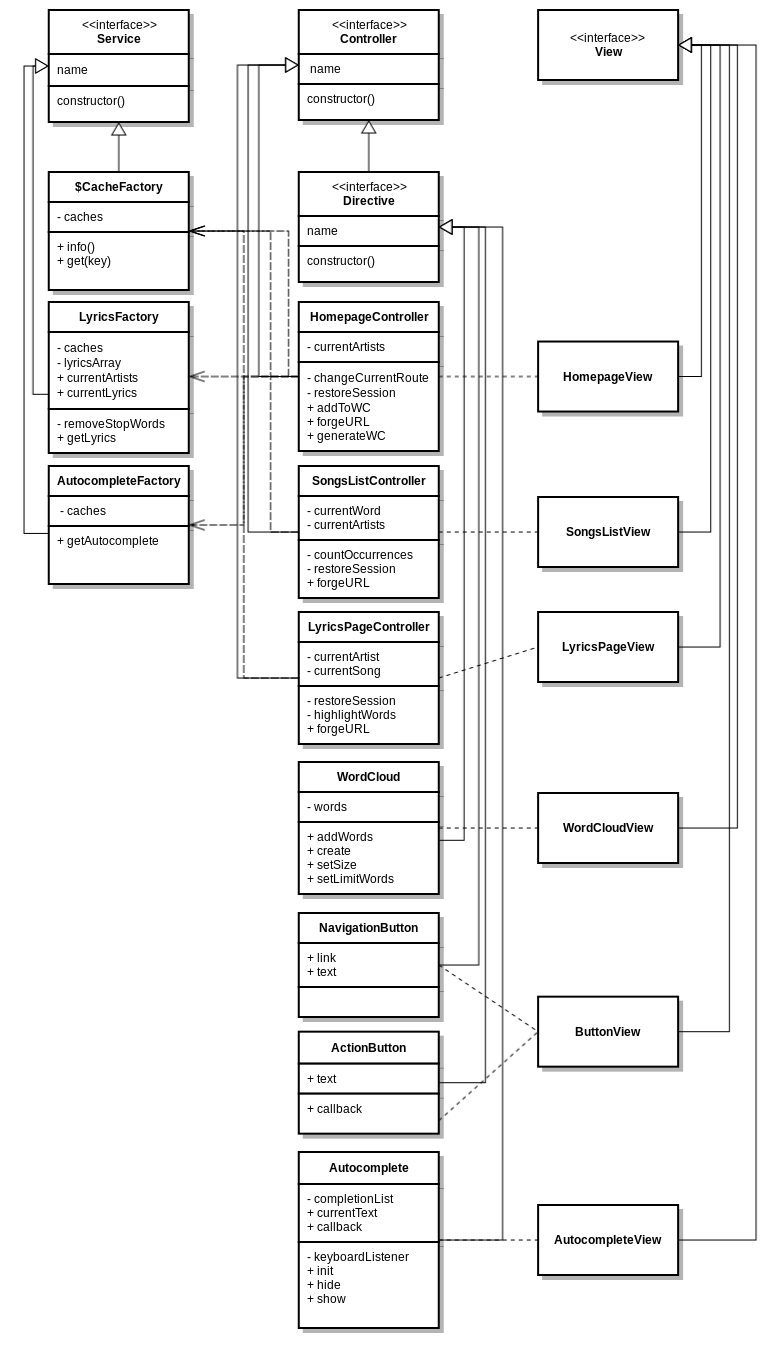 <<interface>>
Service
name
constructor()
$CacheFactory
- caches
+ info()
+ get(key)
LyricsFactory
- caches
- lyricsArray
+ currentArtists
+ currentLyrics
- removeStopWords
+ getLyrics
AutocompleteFactory
- caches
+ getAutocomplete
<<interface>>
Controller
name
constructor()
<<interface>>
Directive
name
constructor()
HomepageController
- currentArtists
- changeCurrentRoute
- restoreSession
+ addToWC
+ forgeURL
+ generateWC
SongsListController
- currentWord
- currentArtists
- countOccurrences
- restoreSession
+ forgeURL
LyricsPageController
- currentArtist
- currentSong
- restoreSession
- highlightWords
+ forgeURL
WordCloud
- words
+ addWords
+ create
+ setSize
+ setLimitWords
NavigationButton
+ link
+ text
ActionButton
+ text
+ callback
Autocomplete
- completionList
+ currentText
+ callback
- keyboardListener
+ init
+ hide
+ show
<<interface>>
View
HomepageView
SongsListView
LyricsPageView
WordCloudView
ButtonView
AutocompleteView